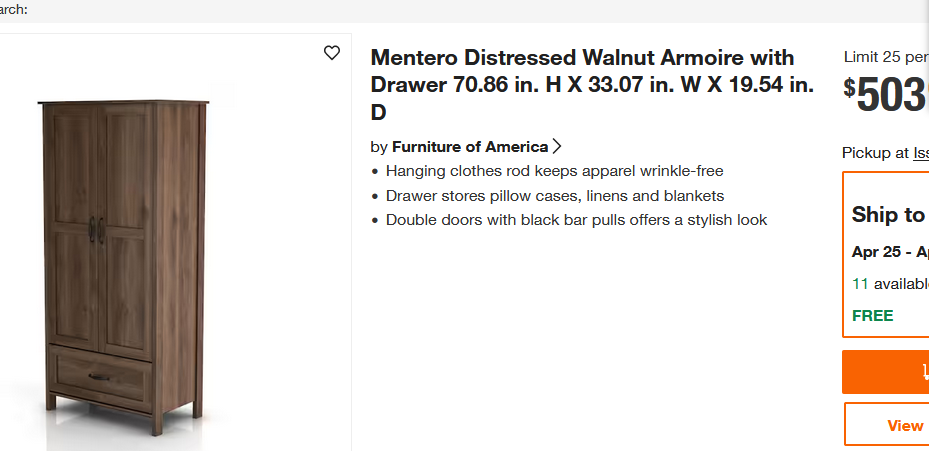 arch:
Mentero Distressed Walnut Armoire with
Drawer 70.86 in. H X 33.07 in. W X 19.54 in.
D
by Furniture of America
Hanging clothes rod keeps apparel wrinkle-free
Drawer stores pillow cases, linens and blankets
Double doors with black bar pulls offers a stylish look
Limit 25 per
$503
Pickup at Iss
Ship to
Apr 25 - Ap
11 availabl
FREE
View